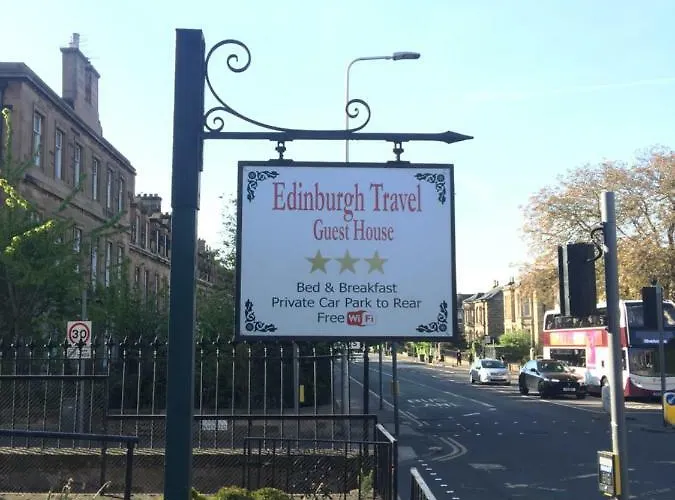 Edinburgh Travel
Guest House
Bed & Breakfast
Private Car Park to Rear
Free WiFi
30